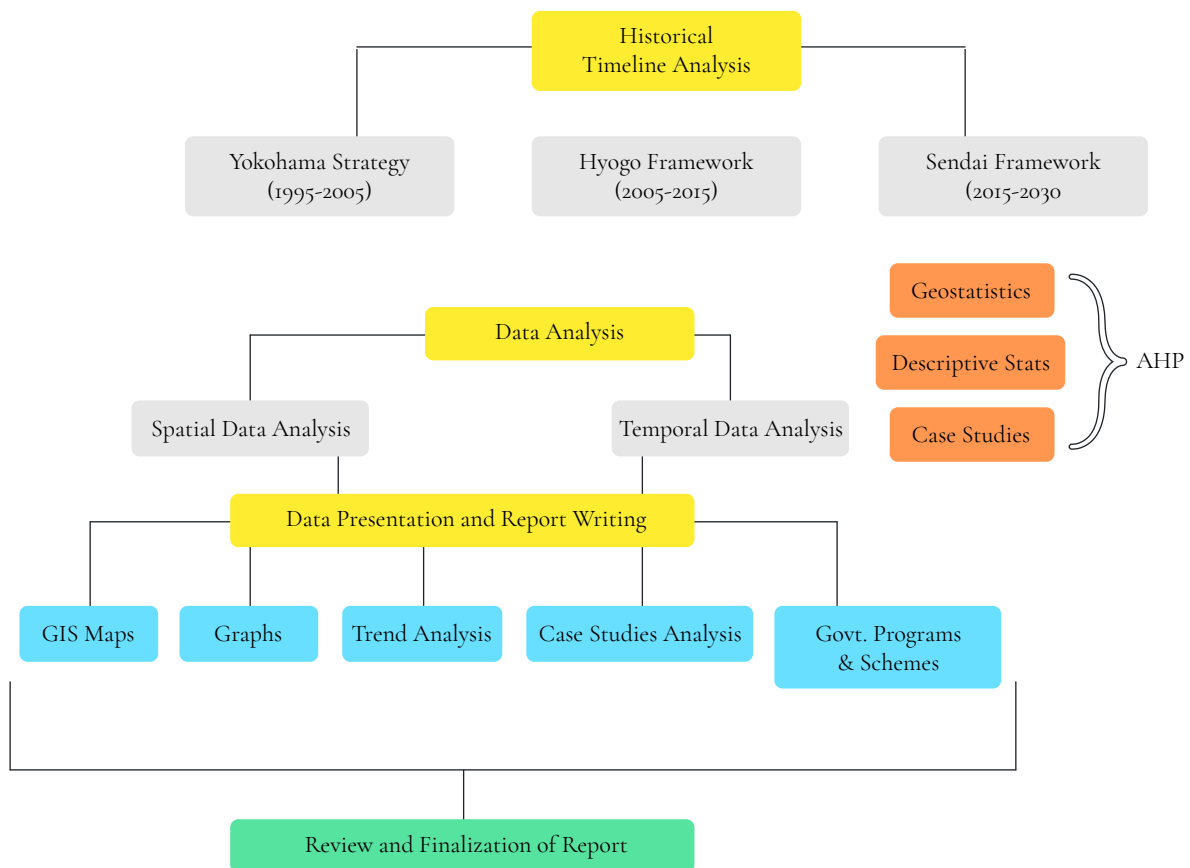 Historical
Timeline Analysis
Yokohama Strategy
(1995-2005)
Hyogo Framework
(2005-2015)
Sendai Framework
(2015-2030
Geostatistics
Data Analysis
Descriptive Stats
AHP
Spatial Data Analysis
Temporal Data Analysis
Case Studies
Data Presentation and Report Writing
GIS Maps
Graphs
Trend Analysis
Case Studies Analysis
Govt. Programs
& Schemes
Review and Finalization of Report